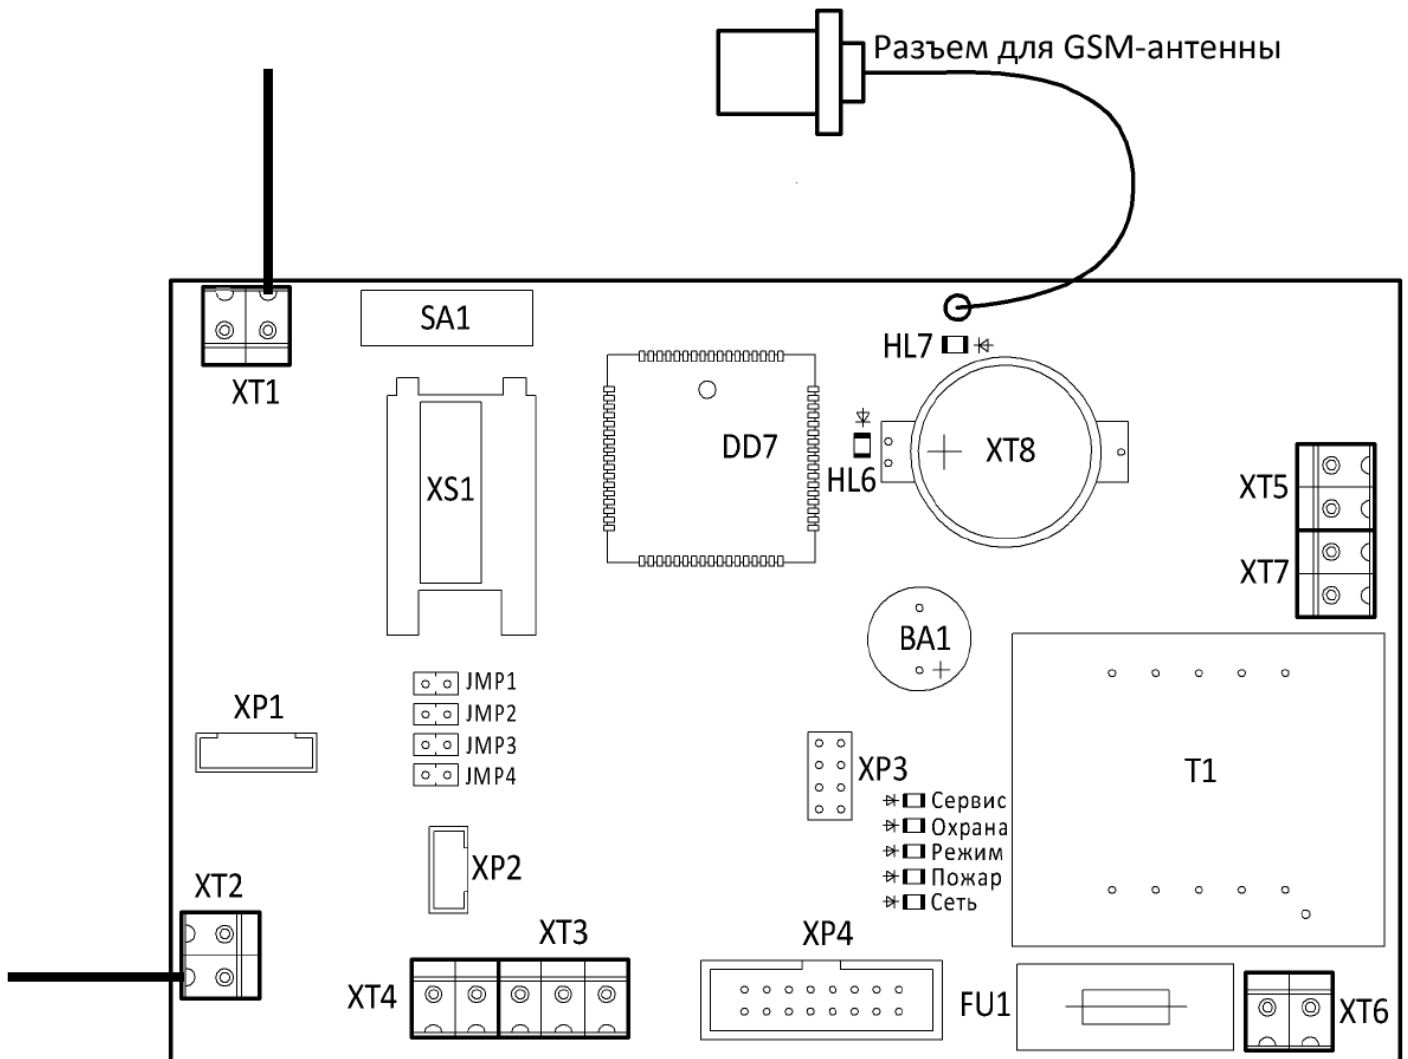 Разъем для GSM-антенны
SA1
HL7
XT1
DD7
XT8
HL6
XS1
XT5
XT7
BA1
JMP1
XP1
JMP2
JMP3
JMP4
XP3
T1
Сервис
Охрана
Режим
Пожар
Сеть
XP2
XT2
XT3
XP4
XT4
FU1
XT6